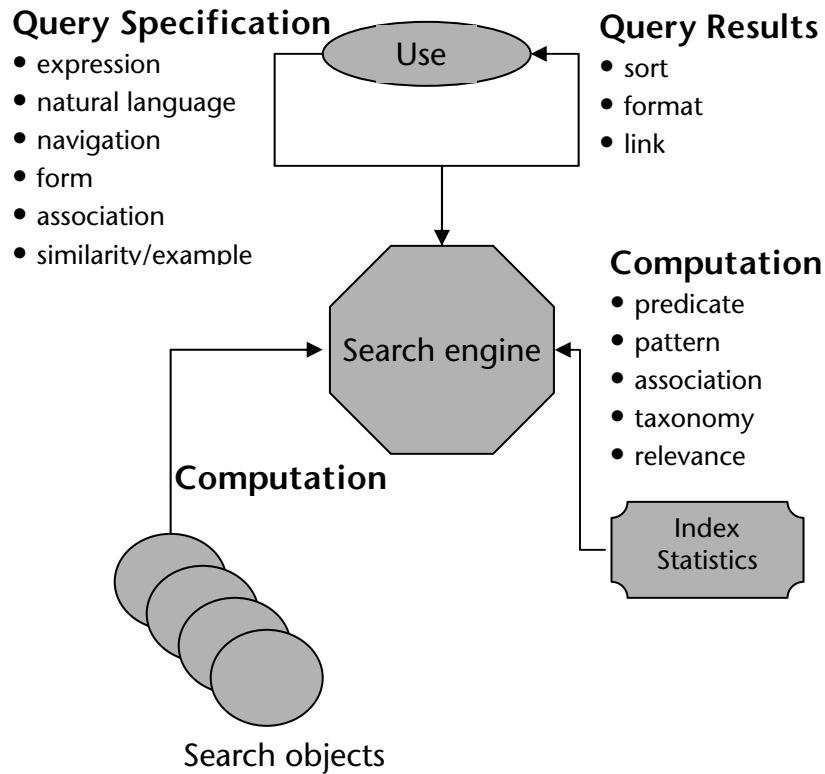 Query Specification
• expression
• natural language
• navigation
• form
• association
• similarity/example
Use
Query Results
• sort
• format
• link
Search engine
Computation
• predicate
• pattern
• association
• taxonomy
• relevance
Computation
Index
Statistics
Search objects